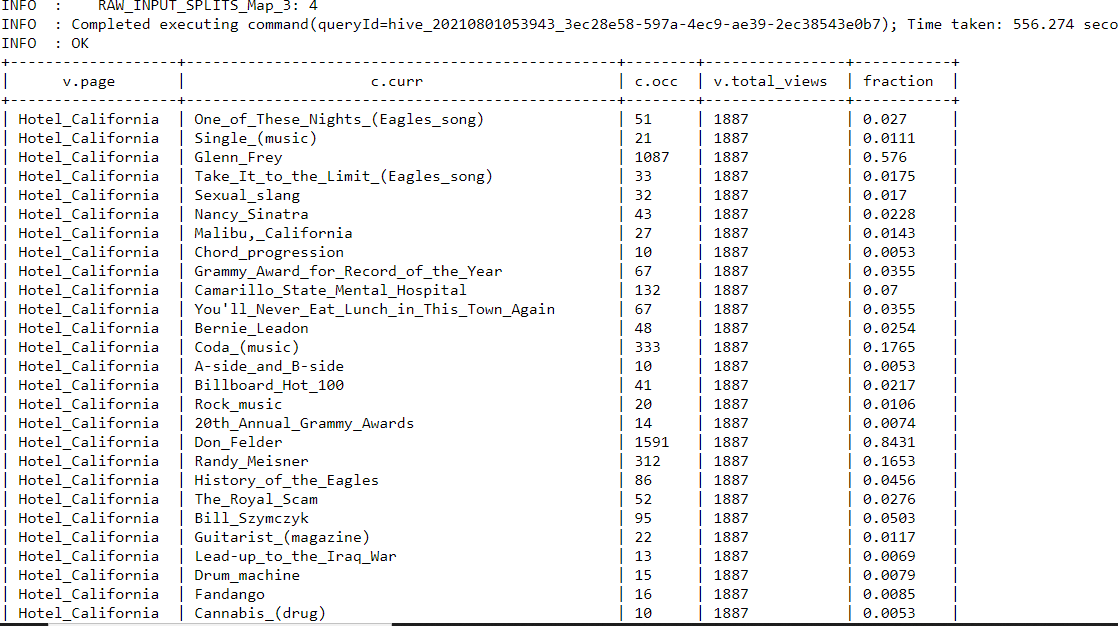 INFO  :    RAW_INPUT_SPLITS_Map_3: 4
INFO  : Completed executing command(queryId=hive_20210801053943_3ec28e58-597a-4ec9-ae39-2ec38543e0b7); Time taken: 556.274 seco
INFO  : OK
+-------------------+-------------------------------------------------+--------+----------------+-----------+
| v.page | c.curr | c.occ | v.total_views | fraction |
+-------------------+-------------------------------------------------+--------+----------------+-----------+
| Hotel_California | One_of_These_Nights_(Eagles_song) | 51 | 1887 | 0.027 |
| Hotel_California | Single_(music) | 21 | 1887 | 0.0111 |
| Hotel_California | Glenn_Frey | 1087 | 1887 | 0.576 |
| Hotel_California | Take_It_to_the_Limit_(Eagles_song) | 33 | 1887 | 0.0175 |
| Hotel_California | Sexual_slang | 32 | 1887 | 0.017 |
| Hotel_California | Nancy_Sinatra | 43 | 1887 | 0.0228 |
| Hotel_California | Malibu,_California | 27 | 1887 | 0.0143 |
| Hotel_California | Chord_progression | 10 | 1887 | 0.0053 |
| Hotel_California | Grammy_Award_for_Record_of_the_Year | 67 | 1887 | 0.0355 |
| Hotel_California | Camarillo_State_Mental_Hospital | 132 | 1887 | 0.07 |
| Hotel_California | You'll_Never_Eat_Lunch_in_This_Town_Again | 67 | 1887 | 0.0355 |
| Hotel_California | Bernie_Leadon | 48 | 1887 | 0.0254 |
| Hotel_California | Coda_(music) | 333 | 1887 | 0.1765 |
| Hotel_California | A-side_and_B-side | 10 | 1887 | 0.0053 |
| Hotel_California | Billboard_Hot_100 | 41 | 1887 | 0.0217 |
| Hotel_California | Rock_music | 20 | 1887 | 0.0106 |
| Hotel_California | 20th_Annual_Grammy_Awards | 14 | 1887 | 0.0074 |
| Hotel_California | Don_Felder | 1591 | 1887 | 0.8431 |
| Hotel_California | Randy_Meisner | 312 | 1887 | 0.1653 |
| Hotel_California | History_of_the_Eagles | 86 | 1887 | 0.0456 |
| Hotel_California | The_Royal_Scam | 52 | 1887 | 0.0276 |
| Hotel_California | Bill_Szymczyk | 95 | 1887 | 0.0503 |
| Hotel_California | Guitarist_(magazine) | 22 | 1887 | 0.0117 |
| Hotel_California | Lead-up_to_the_Iraq_War | 13 | 1887 | 0.0069 |
| Hotel_California | Drum_machine | 15 | 1887 | 0.0079 |
| Hotel_California | Fandango | 16 | 1887 | 0.0085 |
| Hotel_California | Cannabis_(drug) | 10 | 1887 | 0.0053 |